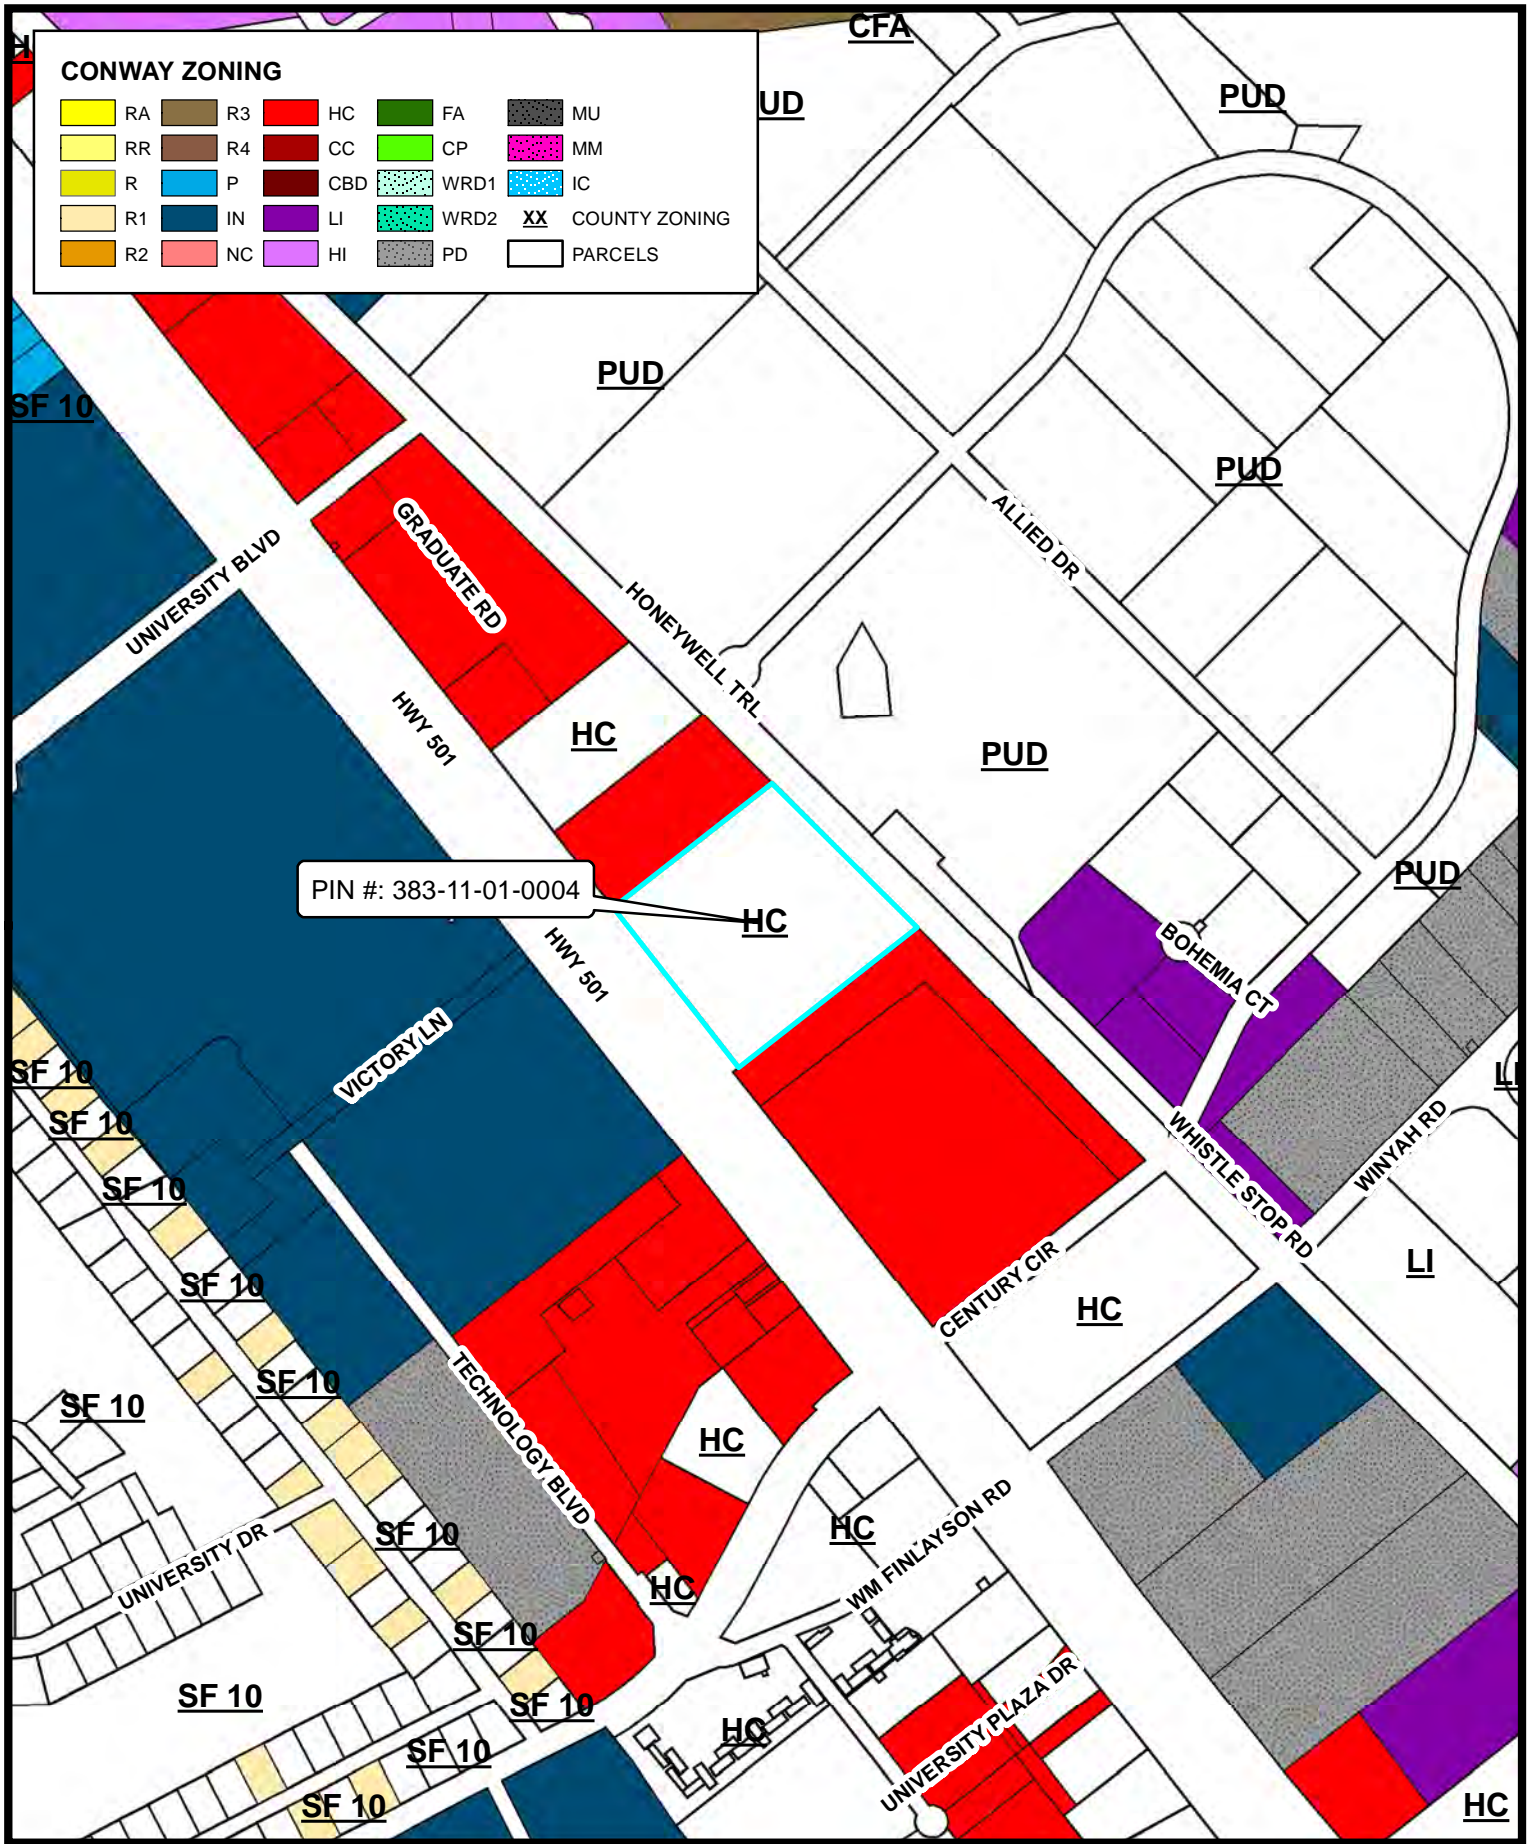 CFA
H
CONWAY ZONING
RA
R3
HC
FA
MU
RR
R4
CC
CP
MM
R
P
CBD
WRD1
IC
R1
IN
LI
WRD2
XX COUNTY ZONING
R2
NC
HI
PD
PARCELS
UD
PUD
PUD
SF 10
PUD
GRADUATE RD
ALLIED DR
UNIVERSITY BLVD
HONEYWELL TRL
HWY 501
HC
PUD
PIN #: 383-11-01-0004
HC
PUD
HWY 501
BOHEMIA CT
VICTORY LN
SF 10
SF 10
SF 10
LI
WHISTLE STOP RD
WINYAH RD
SF 10
CENTURY CIR
LI
HC
SF 10
SF 10
TECHNOLOGY BLVD
HC
SF 10
HC
WM FINLAYSON RD
UNIVERSITY DR
HC
SF 10
SF 10
SF 10
HC
UNIVERSITY PLAZA DR
SF 10
SF 10
HC